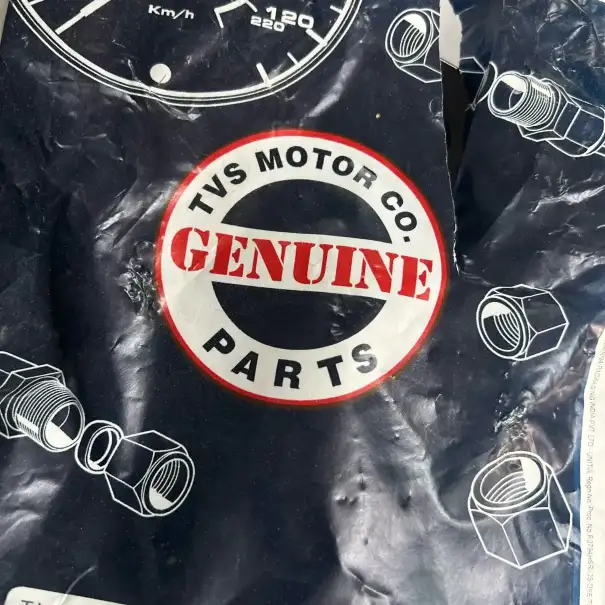 Km/h
120
220
TVS MOTOR CO.
GENUINE
PARTS